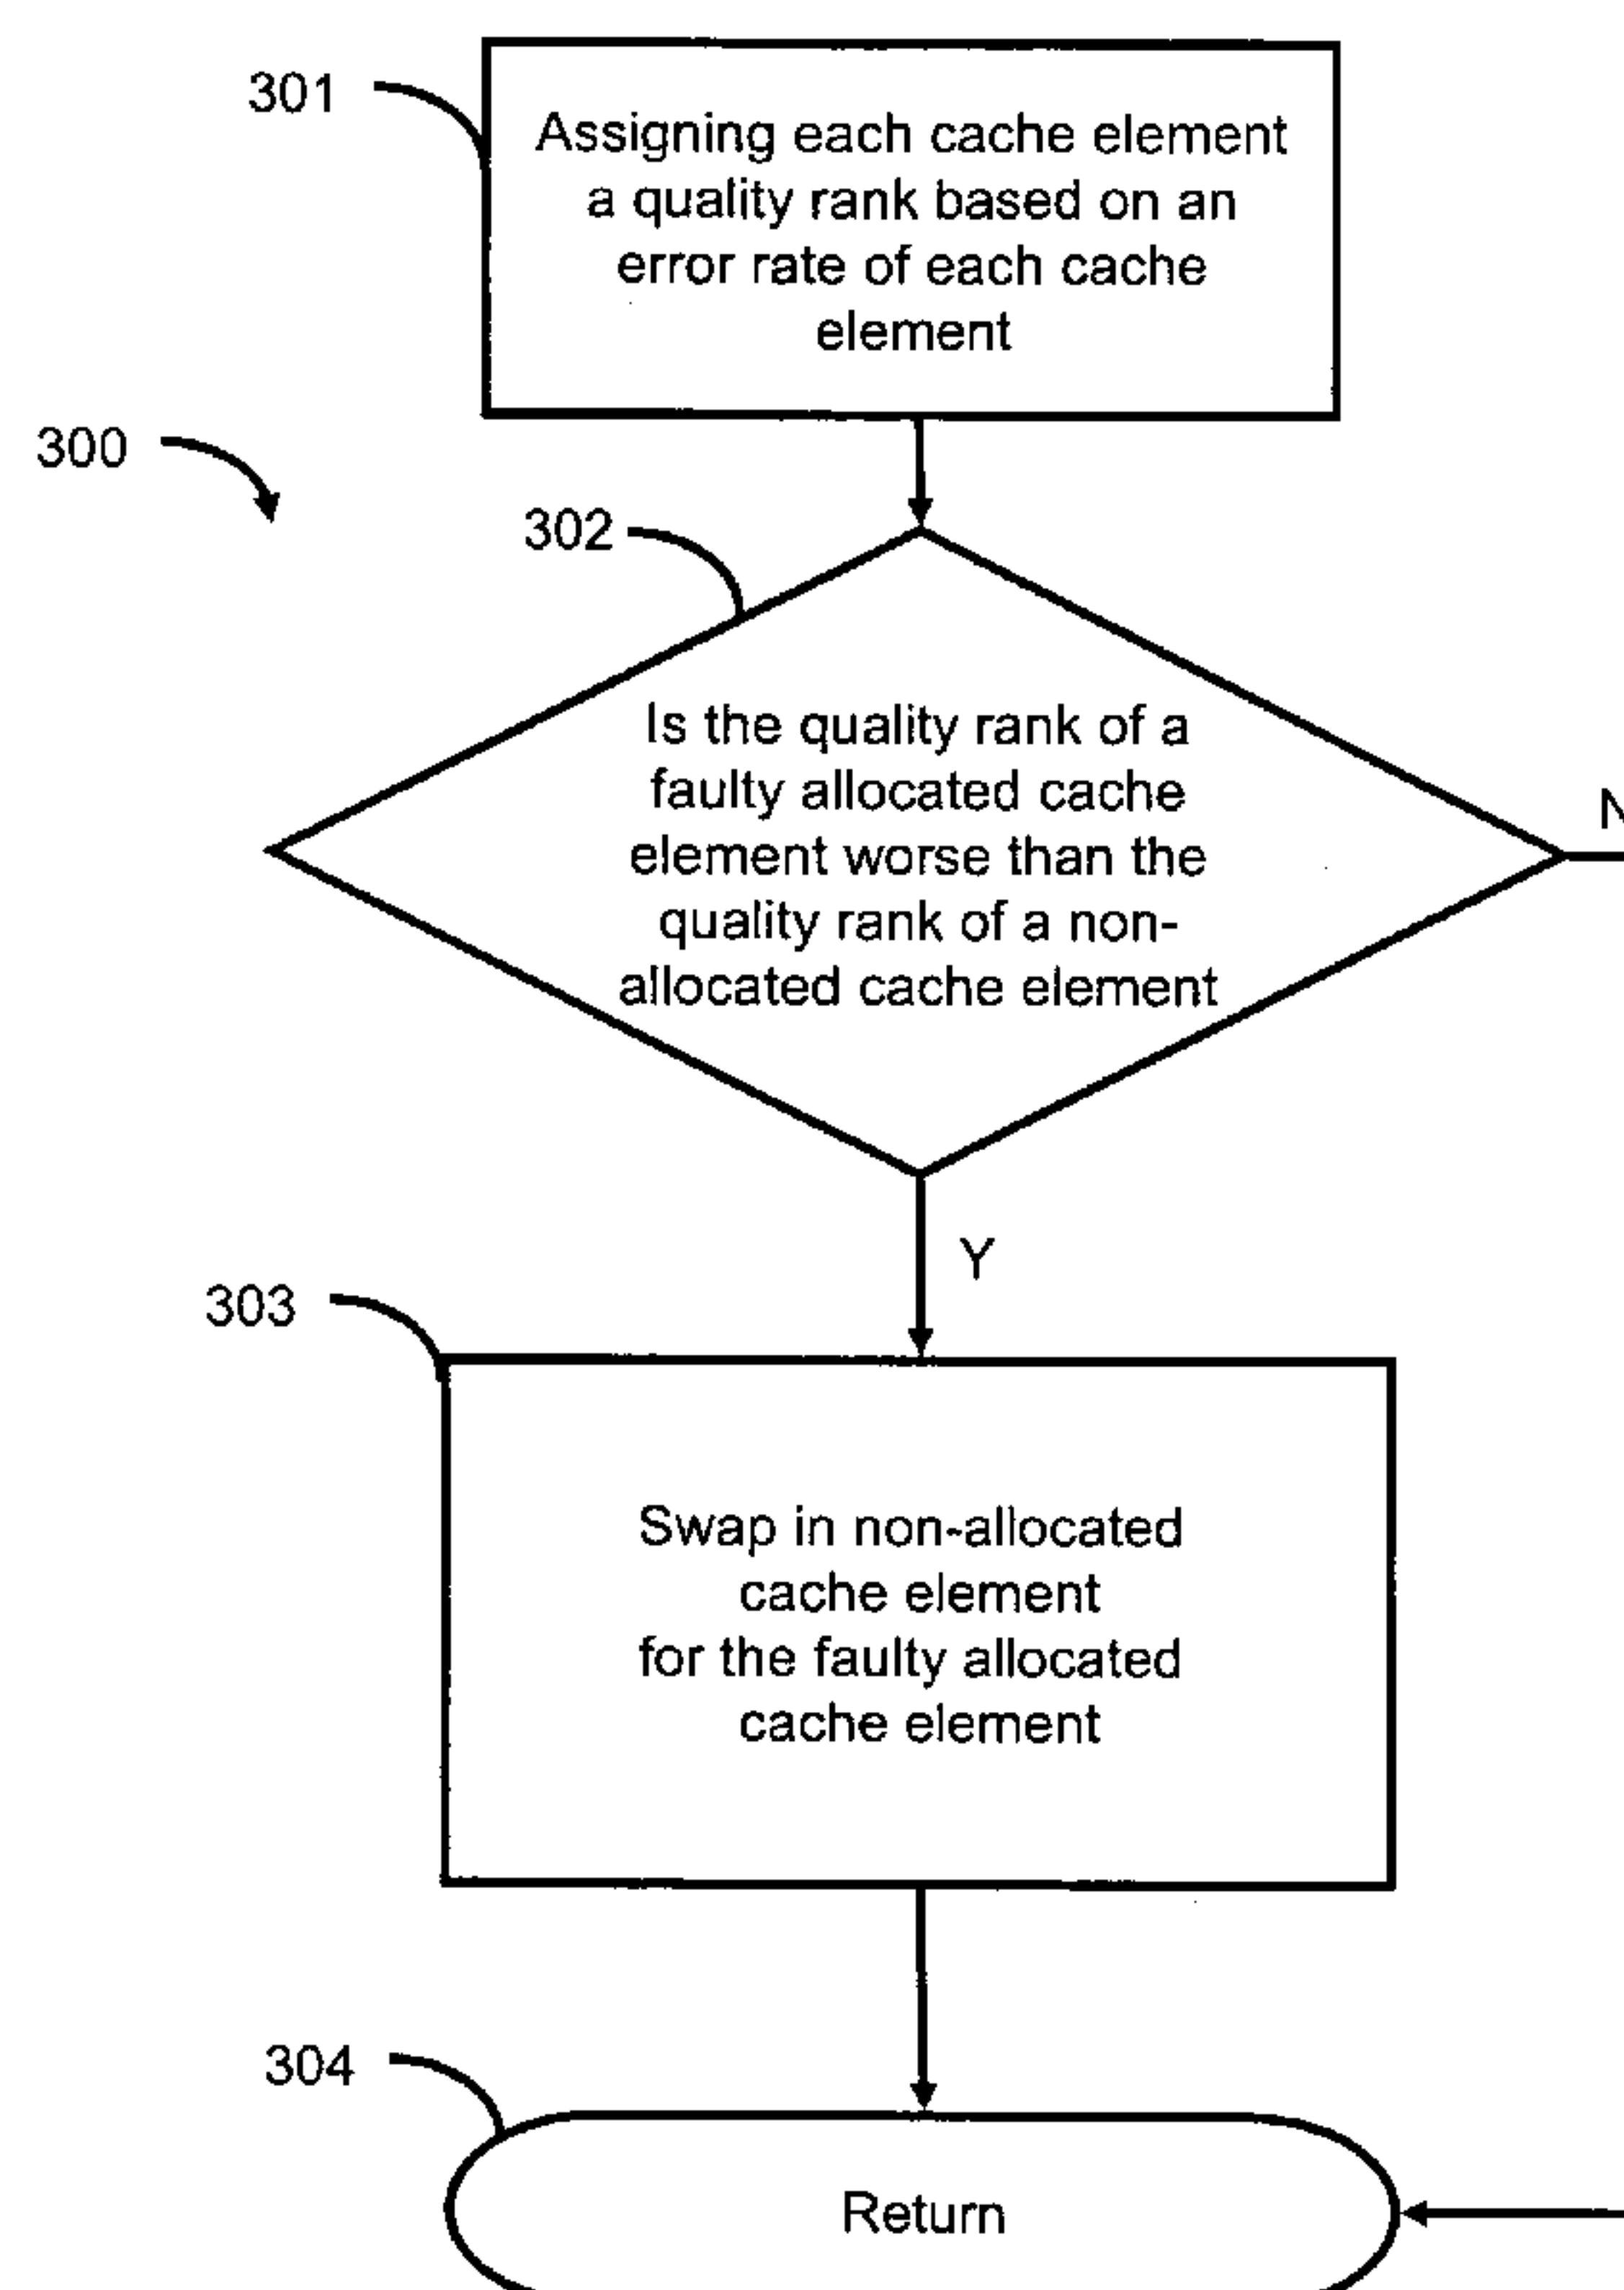 301
Assigning each cache element
a quality rank based on an
error rate of each cache
element
300
302
Is the quality rank of a
faulty allocated cache
element worse than the
quality rank of a non-
allocated cache element
N
Y
303
Swap in non-allocated
cache element
for the faulty allocated
cache element
304
Return